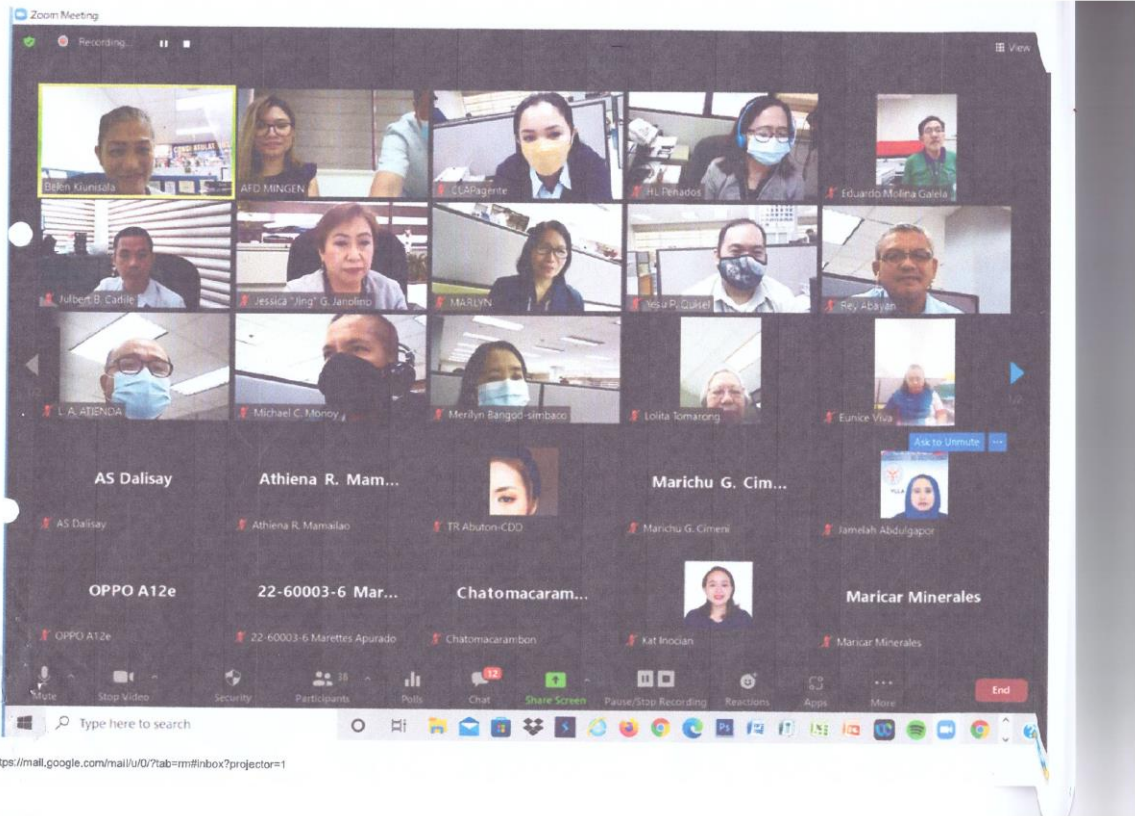 Zoom Meeting
Recording...
View
CONSULAT
Belen Kiunisala
AFD MINGEN
CLAPagente
HL Penados
Eduardo Molina Galela
Julbert B. Cadile
Jessica "Jing" G. Janolino
MARLYN
Yesu P. Quisel
Rey Abayan
L. A. ATIENDA
Michael C. Monoy
Merilyn Bangod-simbaco
Lolita Tomarong
Eunice Viva
1/2
Ask to Unmute ...
AS Dalisay
Athiena R. Mam...
Marichu G. Cim...
AS Dalisay
Athiena R. Mamailao
TR Abuton-CDD
Marichu G. Cimeni
Jamelah Abdulgapor
OPPO A12e
22-60003-6 Mar...
Chatomacaram...
Maricar Minerales
OPPO A12e
22-60003-6 Marettes Apurado
Chatomacarambon
Kat Inocian
Maricar Minerales
38
12
Mute
Stop Video
Security
Participants
Polls
Chat
Share Screen
Pause/Stop Recording
Reactions
Apps
More
End
Type here to search
Ps
tps://mail.google.com/mail/u/0/?tab=rm#inbox?projector=1